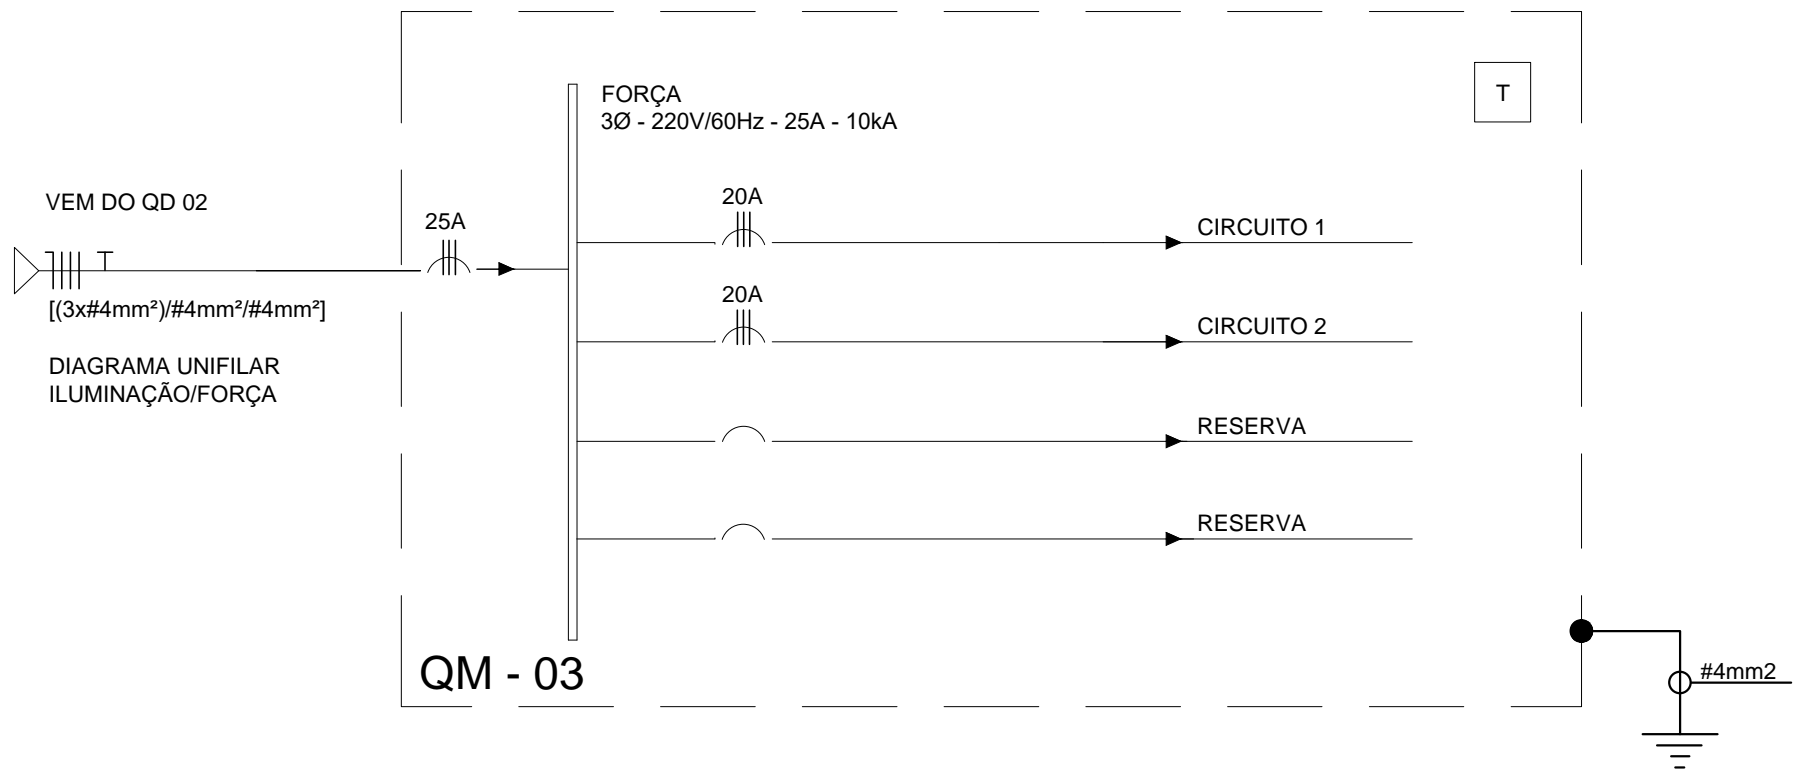 FORÇA
3Ø - 220V/60Hz - 25A - 10kA
T
VEM DO QD 02
25A
20A
CIRCUITO 1
[(3x#4mm²)/#4mm²/#4mm²]
20A
CIRCUITO 2
DIAGRAMA UNIFILAR
ILUMINAÇÃO/FORÇA
RESERVA
RESERVA
QM - 03
#4mm2